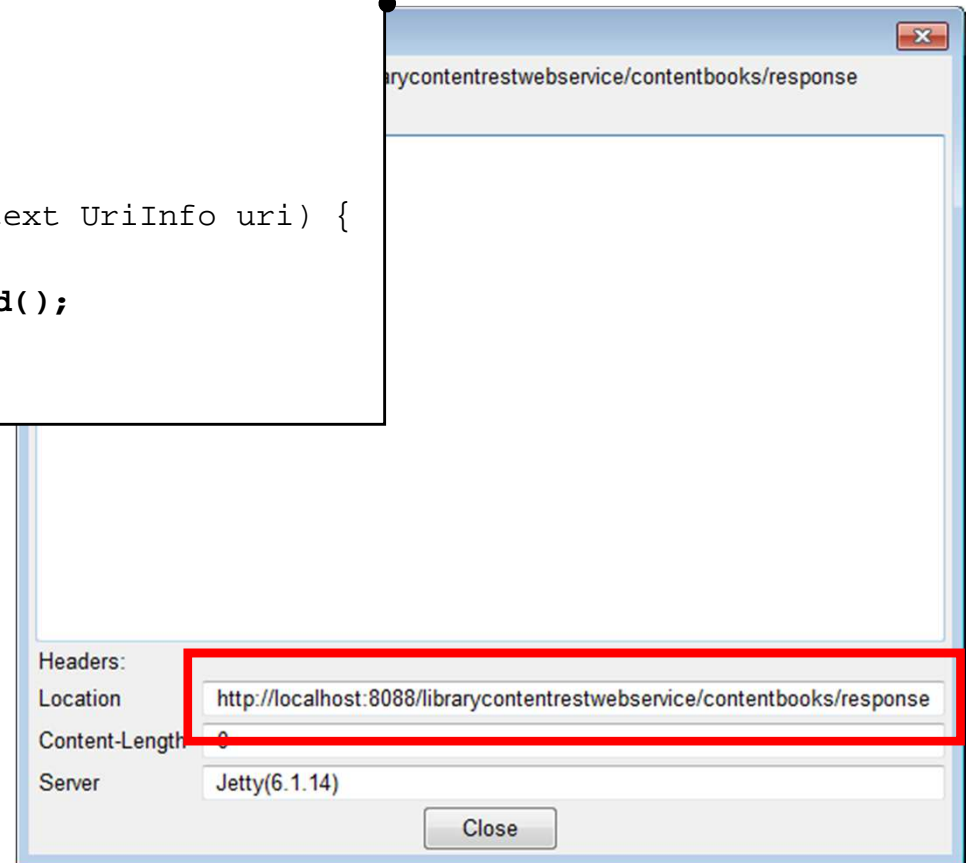 arycontentrestwebservice/contentbooks/response
ext UriInfo uri) {
d();
Headers:
Location http://localhost:8088/librarycontentrestwebservice/contentbooks/response
Content-Length 0
Server Jetty(6.1.14)
Close